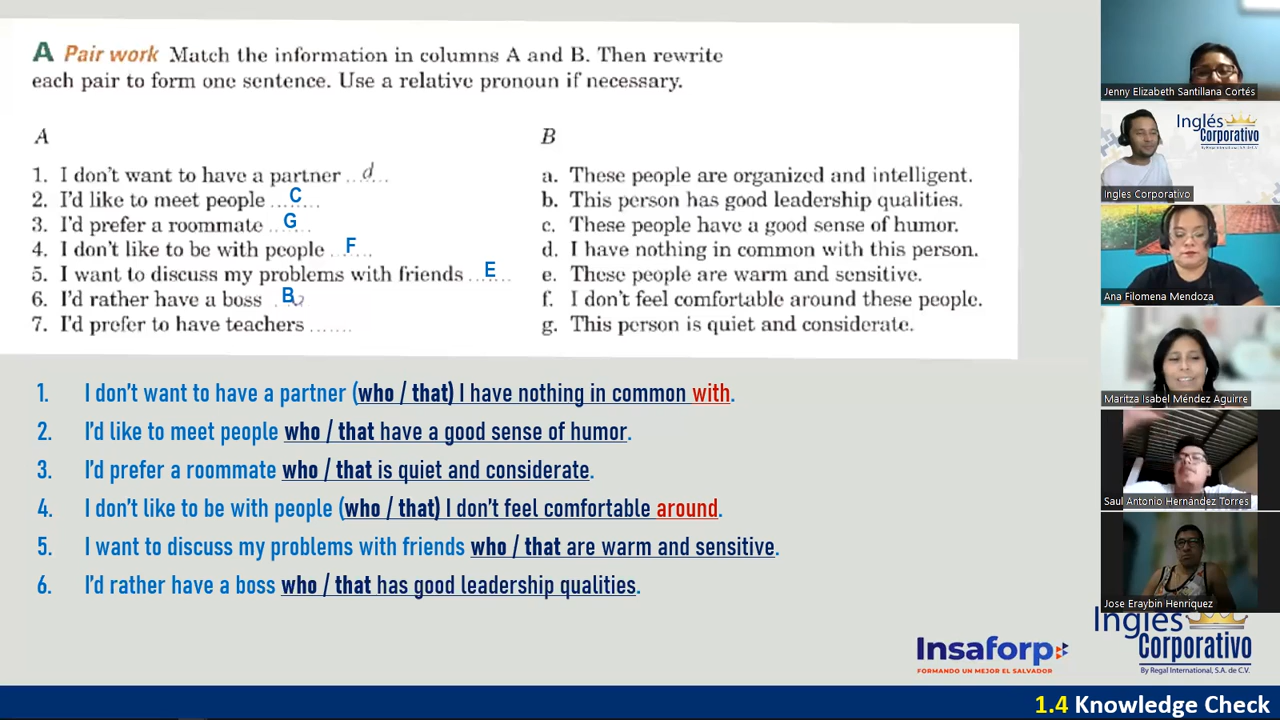 A Pair work Match the information in columns A and B. Then rewrite
each pair to form one sentence. Use a relative pronoun if necessary.
A
B
1. I don't want to have a partner ...d...
2. I'd like to meet people ...C...
3. I'd prefer a roommate ...G...
4. I don't like to be with people ...F...
5. I want to discuss my problems with friends ...E...
6. I'd rather have a boss ...B...
7. I'd prefer to have teachers .......
a. These people are organized and intelligent.
b. This person has good leadership qualities.
c. These people have a good sense of humor.
d. I have nothing in common with this person.
e. These people are warm and sensitive.
f. I don't feel comfortable around these people.
g. This person is quiet and considerate.
1. I don't want to have a partner (who / that) I have nothing in common with.
2. I'd like to meet people who / that have a good sense of humor.
3. I'd prefer a roommate who / that is quiet and considerate.
4. I don't like to be with people (who / that) I don't feel comfortable around.
5. I want to discuss my problems with friends who / that are warm and sensitive.
6. I'd rather have a boss who / that has good leadership qualities.
Jenny Elizabeth Santillana Cortés
Inglés
Corporativo
Ingles Corporativo
Ana Filomena Mendoza
Maritza Isabel Méndez Aguirre
Saul Antonio Hernández Torres
Jose Eraybin Henriquez
Insaforp
FORMANDO UN MEJOR EL SALVADOR
Inglés
Corporativo
By Regal International, S.A. de C.V.
1.4 Knowledge Check